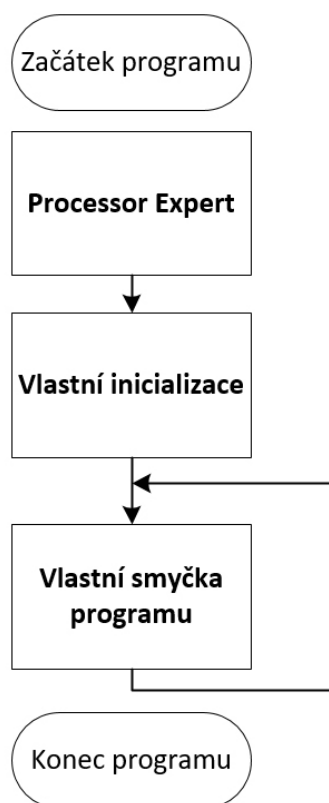 Začátek programu
Processor Expert
Vlastní inicializace
Vlastní smyčka
programu
Konec programu